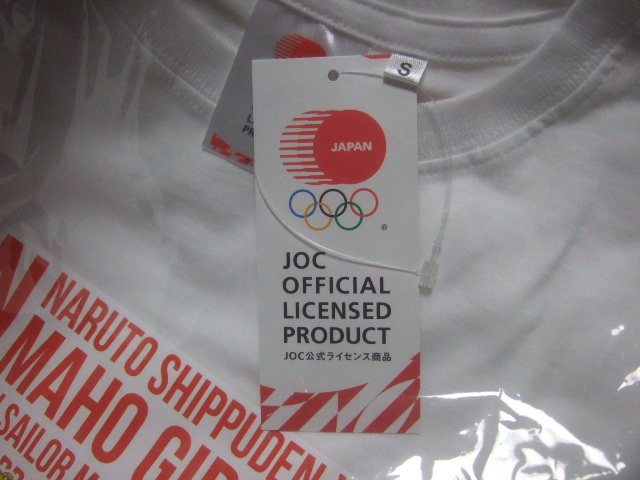 S
JAPAN
JOC
OFFICIAL
LICENSED
PRODUCT
JOC公式ライセンス商品
NARUTO SHIPPUDEN
MAHO
SAILOR